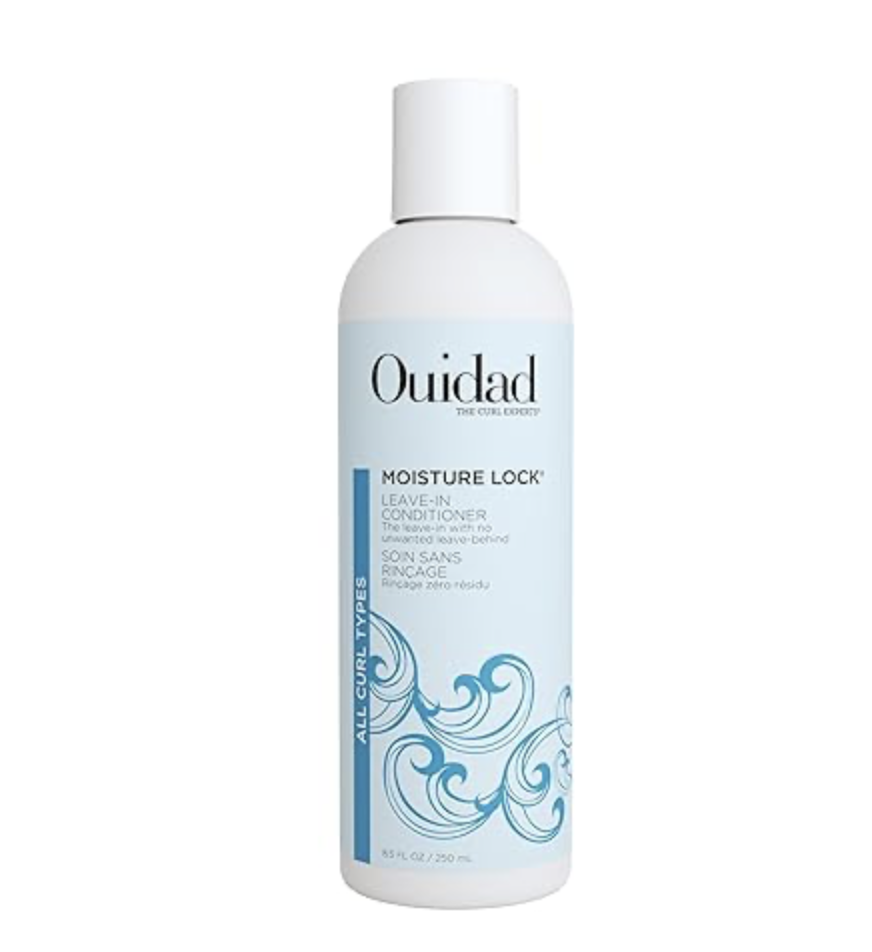 Ouidad
THE CURL EXPERTS®
MOISTURE LOCK®
LEAVE-IN
CONDITIONER
The leave-in with no
unwanted leave-behind
SOIN SANS
RINÇAGE
Rinçage zéro résidu
ALL CURL TYPES
8.5 FL OZ / 250 mL